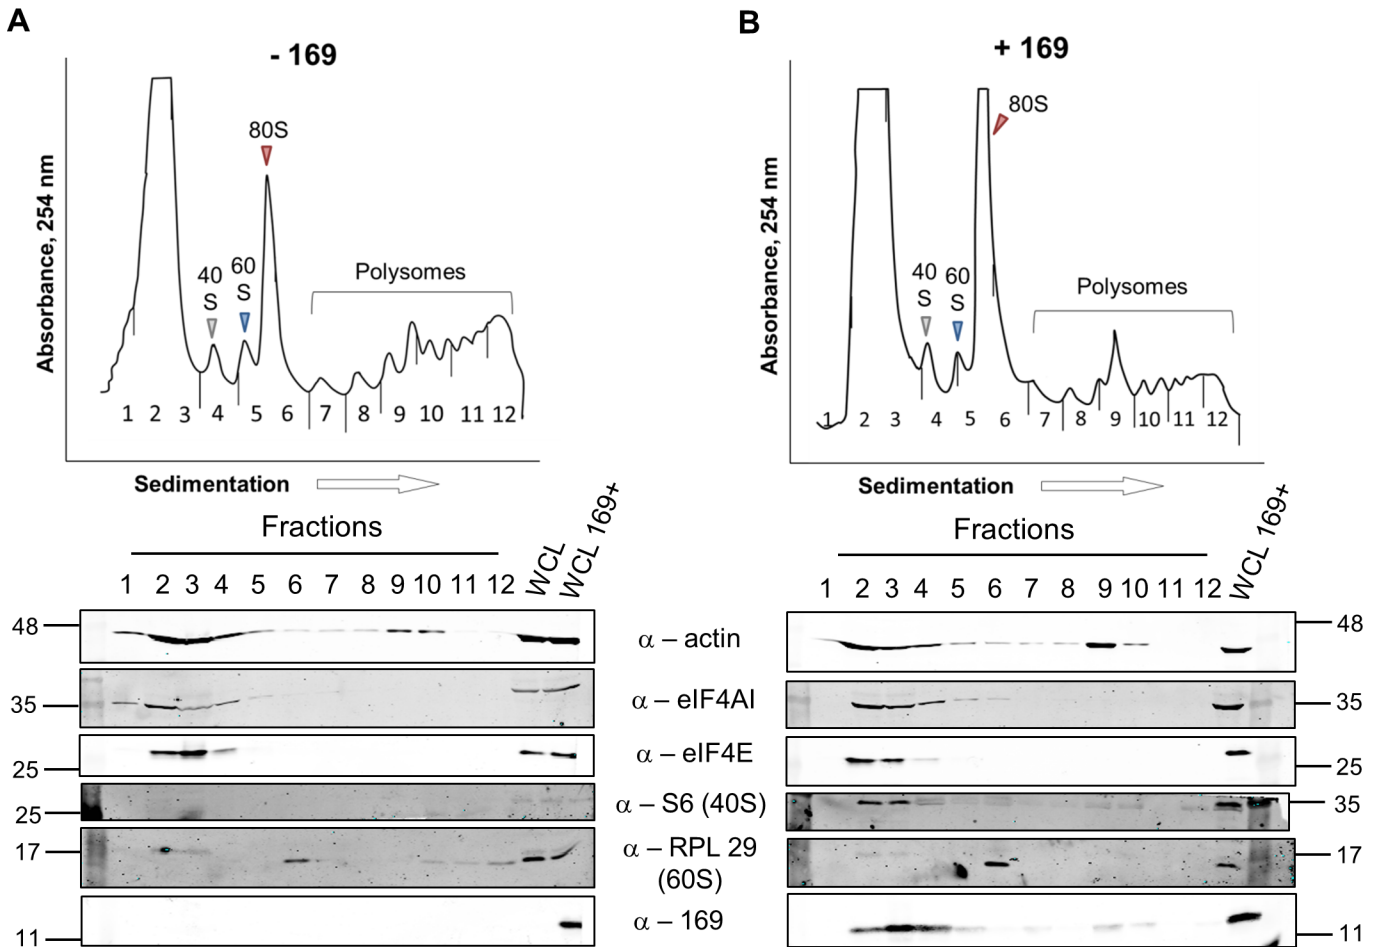 A
- 169
Absorbance, 254 nm
80S
40
S
60
S
Polysomes
1 2 3 4 5 6 7 8 9 10 11 12
Sedimentation
B
+ 169
Absorbance, 254 nm
80S
40
S
60
S
Polysomes
1 2 3 4 5 6 7 8 9 10 11 12
Sedimentation
Fractions
1 2 3 4 5 6 7 8 9 10 11 12 WCL WCL 169+
48
35
25
25
17
11
α – actin
α – eIF4AI
α – eIF4E
α – S6 (40S)
α – RPL 29
(60S)
α – 169
Fractions
1 2 3 4 5 6 7 8 9 10 11 12 WCL 169+
48
35
25
35
17
11